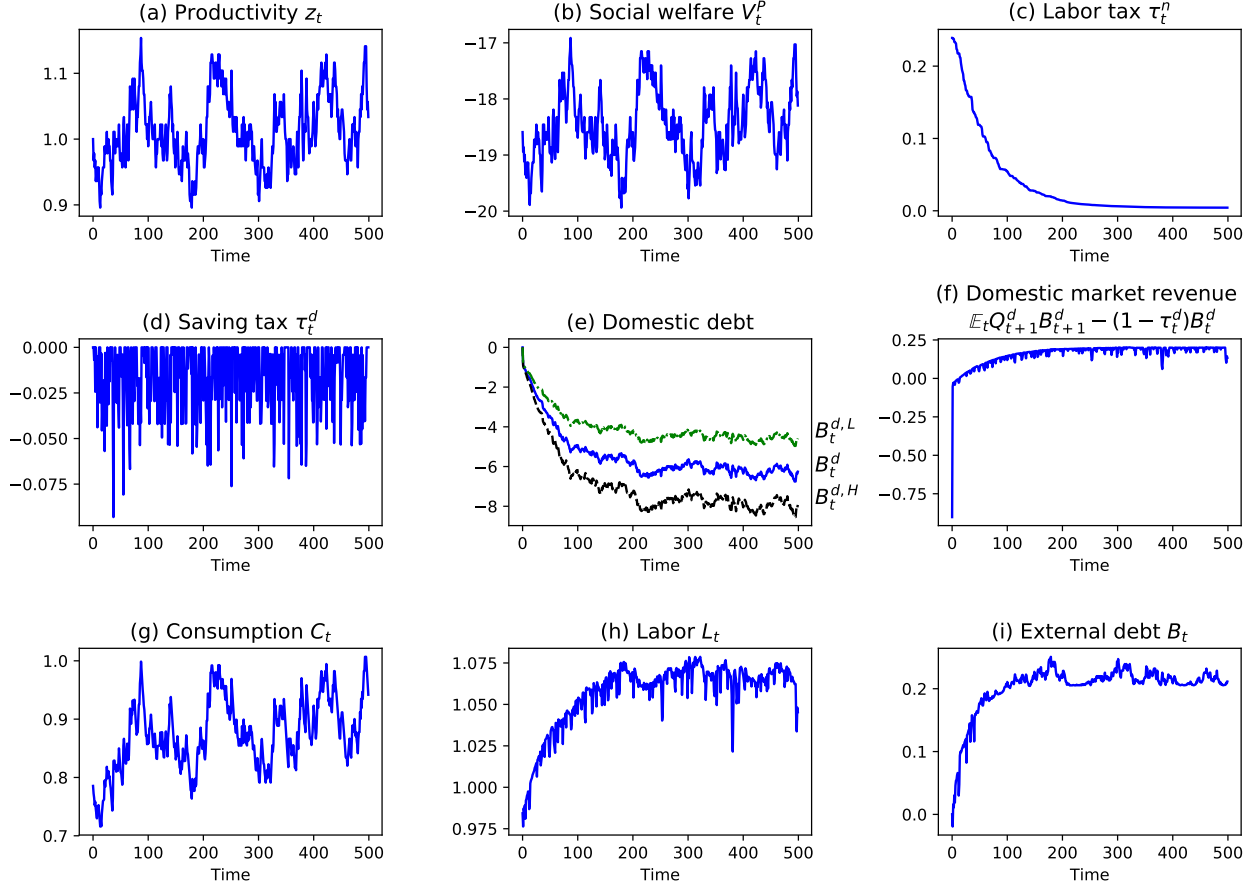 (a) Productivity $z_t$
(b) Social welfare $V_t^P$
(c) Labor tax $\tau_t^n$
1.1
1.0
0.9
0 100 200 300 400 500
Time
−17
−18
−19
−20
0 100 200 300 400 500
Time
0.2
0.1
0.0
0 100 200 300 400 500
Time
(d) Saving tax $\tau_t^d$
(e) Domestic debt
(f) Domestic market revenue
$\mathbb{E}_t Q_{t+1}^d B_{t+1}^d - (1 - \tau_t^d) B_t^d$
0.000
−0.025
−0.050
−0.075
0 100 200 300 400 500
Time
0
−2
−4
−6
−8
$B_t^{d,L}$
$B_t^d$
$B_t^{d,H}$
0 100 200 300 400 500
Time
0.25
0.00
−0.25
−0.50
−0.75
0 100 200 300 400 500
Time
(g) Consumption $C_t$
(h) Labor $L_t$
(i) External debt $B_t$
1.0
0.9
0.8
0.7
0 100 200 300 400 500
Time
1.075
1.050
1.025
1.000
0.975
0 100 200 300 400 500
Time
0.2
0.1
0.0
0 100 200 300 400 500
Time